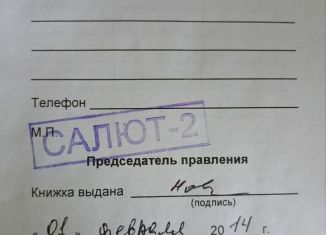 Телефон
М.П.
САЛЮТ-2
Председатель правления
Книжка выдана
(подпись)
"01" февраля 2014 г.